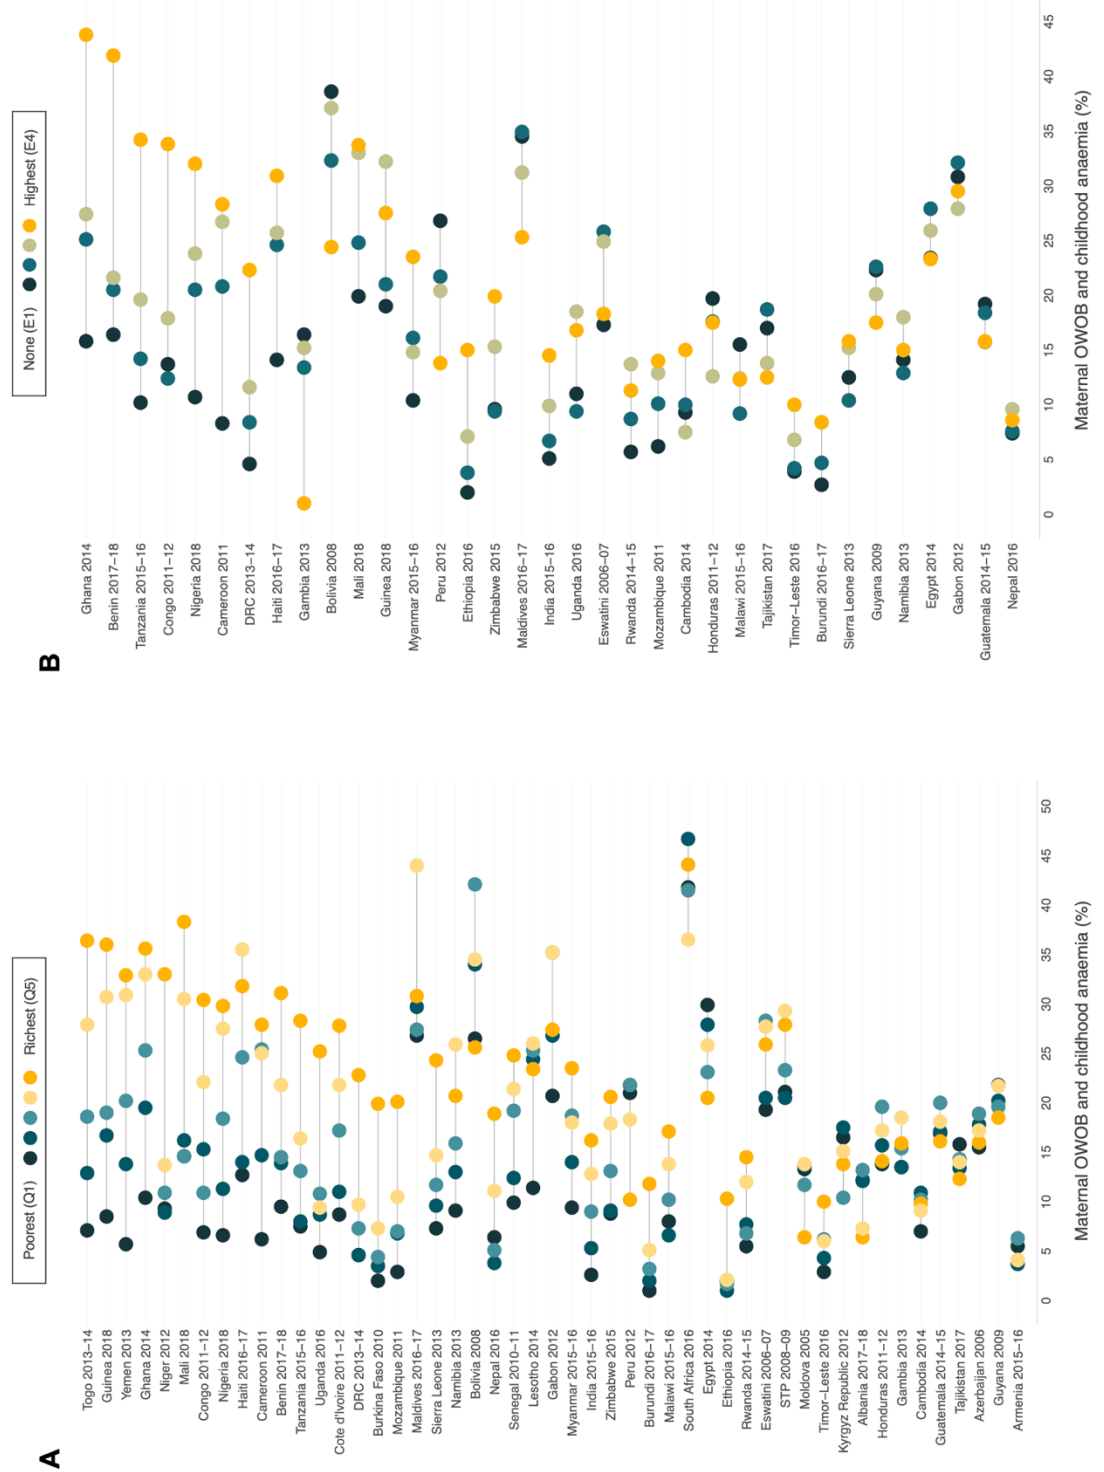 A
Poorest (Q1) Richest (Q5)
Togo 2013–14
Guinea 2018
Yemen 2013
Ghana 2014
Niger 2012
Mali 2018
Congo 2011–12
Nigeria 2018
Haiti 2016–17
Cameroon 2011
Benin 2017–18
Tanzania 2015–16
Uganda 2016
Cote d'Ivoire 2011–12
DRC 2013–14
Burkina Faso 2010
Mozambique 2011
Maldives 2016–17
Sierra Leone 2013
Namibia 2013
Bolivia 2008
Nepal 2016
Senegal 2010–11
Lesotho 2014
Gabon 2012
Myanmar 2015–16
India 2015–16
Zimbabwe 2015
Peru 2012
Burundi 2016–17
Malawi 2015–16
South Africa 2016
Egypt 2014
Ethiopia 2016
Rwanda 2014–15
Eswatini 2006–07
STP 2008–09
Moldova 2005
Timor–Leste 2016
Kyrgyz Republic 2012
Albania 2017–18
Honduras 2011–12
Gambia 2013
Cambodia 2014
Guatemala 2014–15
Tajikistan 2017
Azerbaijan 2006
Guyana 2009
Armenia 2015–16
0 5 10 15 20 25 30 35 40 45 50
Maternal OWOB and childhood anaemia (%)
B
None (E1) Highest (E4)
Ghana 2014
Benin 2017–18
Tanzania 2015–16
Congo 2011–12
Nigeria 2018
Cameroon 2011
DRC 2013–14
Haiti 2016–17
Gambia 2013
Bolivia 2008
Mali 2018
Guinea 2018
Myanmar 2015–16
Peru 2012
Ethiopia 2016
Zimbabwe 2015
Maldives 2016–17
India 2015–16
Uganda 2016
Eswatini 2006–07
Rwanda 2014–15
Mozambique 2011
Cambodia 2014
Honduras 2011–12
Malawi 2015–16
Tajikistan 2017
Timor–Leste 2016
Burundi 2016–17
Sierra Leone 2013
Guyana 2009
Namibia 2013
Egypt 2014
Gabon 2012
Guatemala 2014–15
Nepal 2016
0 5 10 15 20 25 30 35 40 45
Maternal OWOB and childhood anaemia (%)